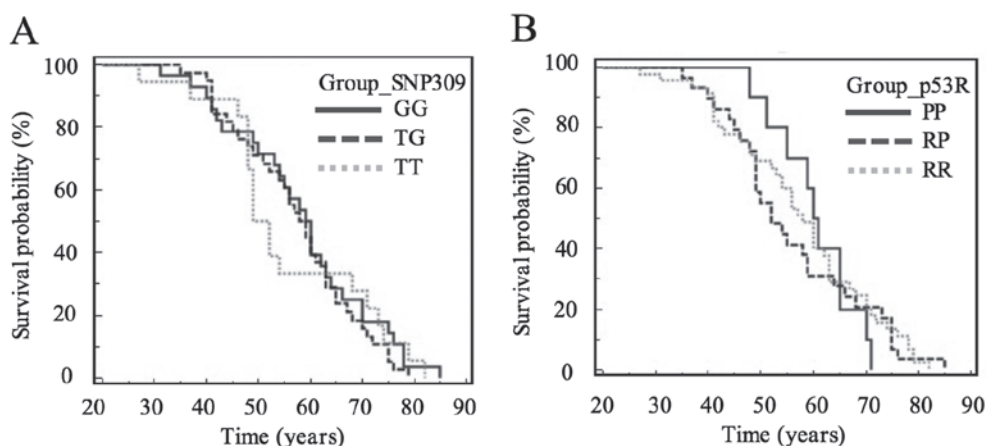 A
Survival probability (%)
100
80
60
40
20
0
Group_SNP309
GG
TG
TT
20 30 40 50 60 70 80 90
Time (years)
B
Survival probability (%)
100
80
60
40
20
0
Group_p53R
PP
RP
RR
20 30 40 50 60 70 80 90
Time (years)